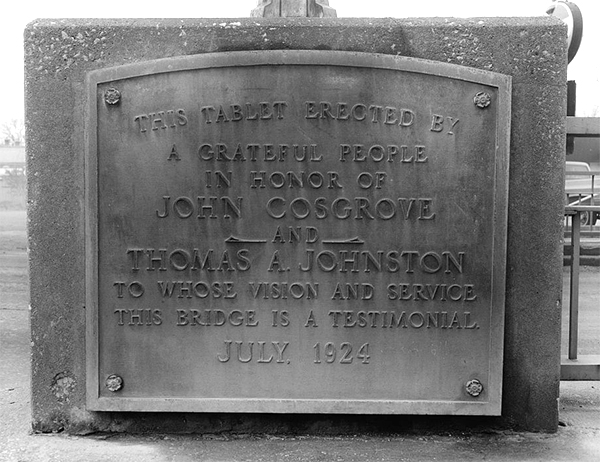 THIS TABLET ERECTED BY
A GRATEFUL PEOPLE
IN HONOR OF
JOHN COSGROVE
AND
THOMAS A. JOHNSTON
TO WHOSE VISION AND SERVICE
THIS BRIDGE IS A TESTIMONIAL.
JULY, 1924